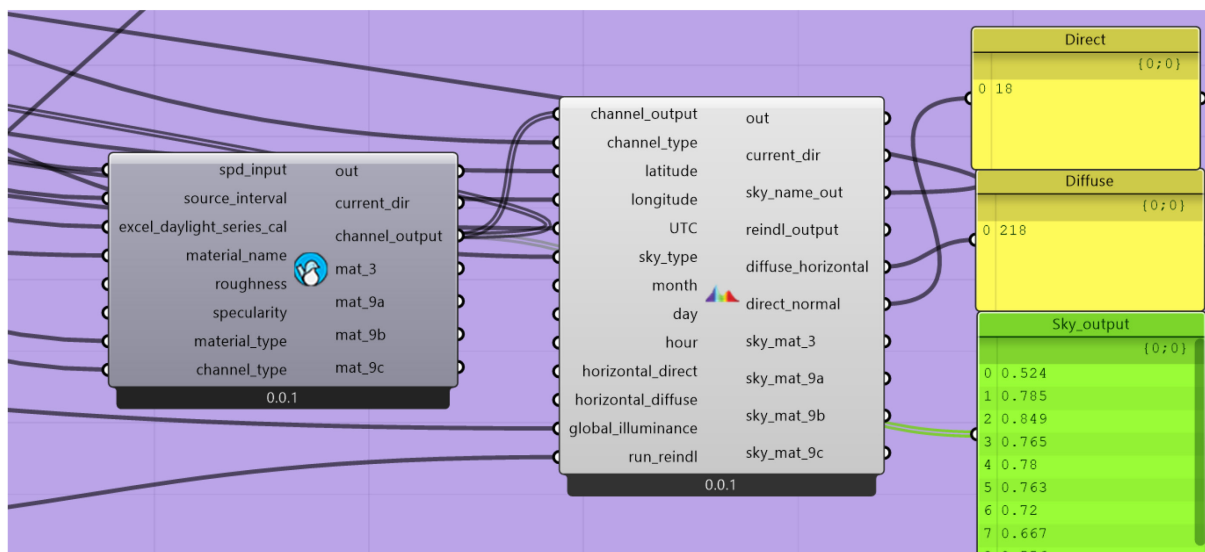 spd_input
source_interval
excel_daylight_series_cal
material_name
roughness
specularity
material_type
channel_type
out
current_dir
channel_output
mat_3
mat_9a
mat_9b
mat_9c
0.0.1
channel_output
channel_type
latitude
longitude
UTC
sky_type
month
day
hour
horizontal_direct
horizontal_diffuse
global_illuminance
run_reindl
out
current_dir
sky_name_out
reindl_output
diffuse_horizontal
direct_normal
sky_mat_3
sky_mat_9a
sky_mat_9b
sky_mat_9c
0.0.1
Direct
{0;0}
0 18
Diffuse
{0;0}
0 218
Sky_output
{0;0}
0 0.524
1 0.785
2 0.849
3 0.765
4 0.78
5 0.763
6 0.72
7 0.667